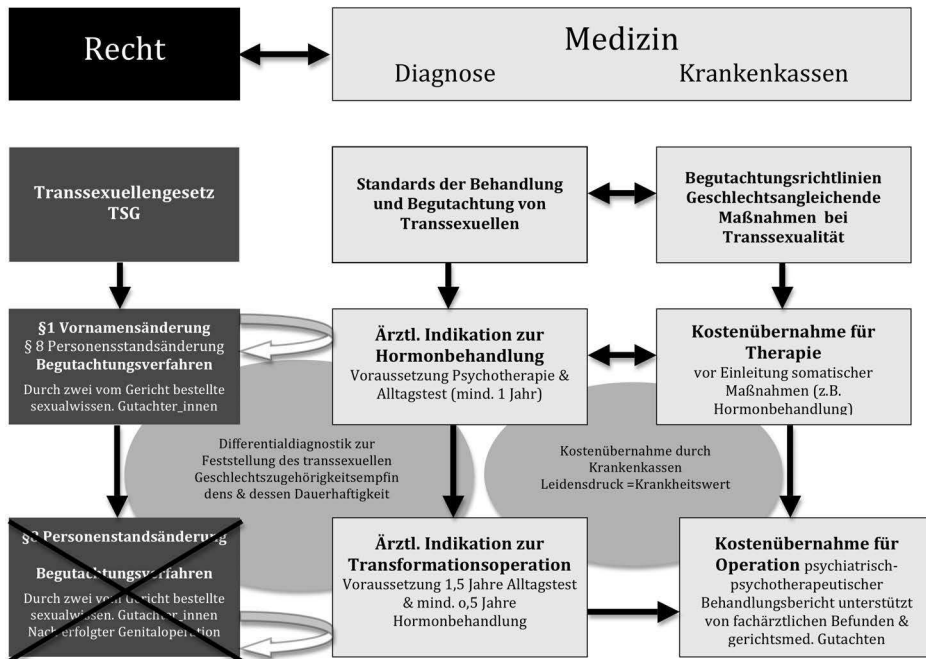 Recht
Medizin
Diagnose
Krankenkassen
Transsexuellengesetz
TSG
Standards der Behandlung
und Begutachtung von
Transsexuellen
Begutachtungsrichtlinien
Geschlechtsangleichende
Maßnahmen bei
Transsexualität
§1 Vornamensänderung
§ 8 Personensstandsänderung
Begutachtungsverfahren
Durch zwei vom Gericht bestellte
sexualwissen. Gutachter_innen
Ärztl. Indikation zur
Hormonbehandlung
Voraussetzung Psychotherapie &
Alltagstest (mind. 1 Jahr)
Kostenübernahme für
Therapie
vor Einleitung somatischer
Maßnahmen (z.B.
Hormonbehandlung)
Differentialdiagnostik zur
Feststellung des transsexuellen
Geschlechtszugehörigkeitsempfin
dens & dessen Dauerhaftigkeit
Kostenübernahme durch
Krankenkassen
Leidensdruck =Krankheitswert
§8 Personenstandsänderung
Begutachtungsverfahren
Durch zwei vom Gericht bestellte
sexualwissen. Gutachter_innen
Nach erfolgter Genitaloperation
Ärztl. Indikation zur
Transformationsoperation
Voraussetzung 1,5 Jahre Alltagstest
& mind. o,5 Jahre
Hormonbehandlung
Kostenübernahme für
Operation psychiatrisch-
psychotherapeutischer
Behandlungsbericht unterstützt
von fachärztlichen Befunden &
gerichtsmed. Gutachten